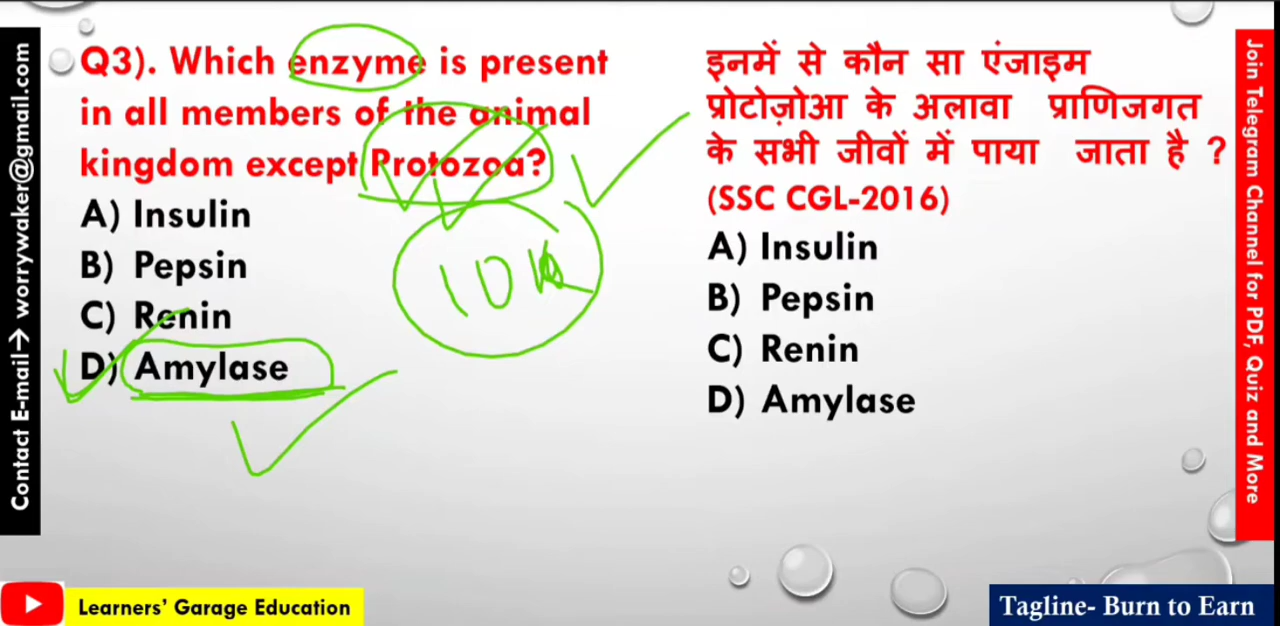 Contact E-mail→ worrywaker@gmail.com
Q3). Which enzyme is present
in all members of the animal
kingdom except Protozoa?
A) Insulin
B) Pepsin
C) Renin
D) Amylase
इनमें से कौन सा एंजाइम
प्रोटोज़ोआ के अलावा प्राणिजगत
के सभी जीवों में पाया जाता है ?
(SSC CGL-2016)
A) Insulin
B) Pepsin
C) Renin
D) Amylase
Join Telegram Channel for PDF, Quiz and More
Learners' Garage Education
Tagline- Burn to Earn